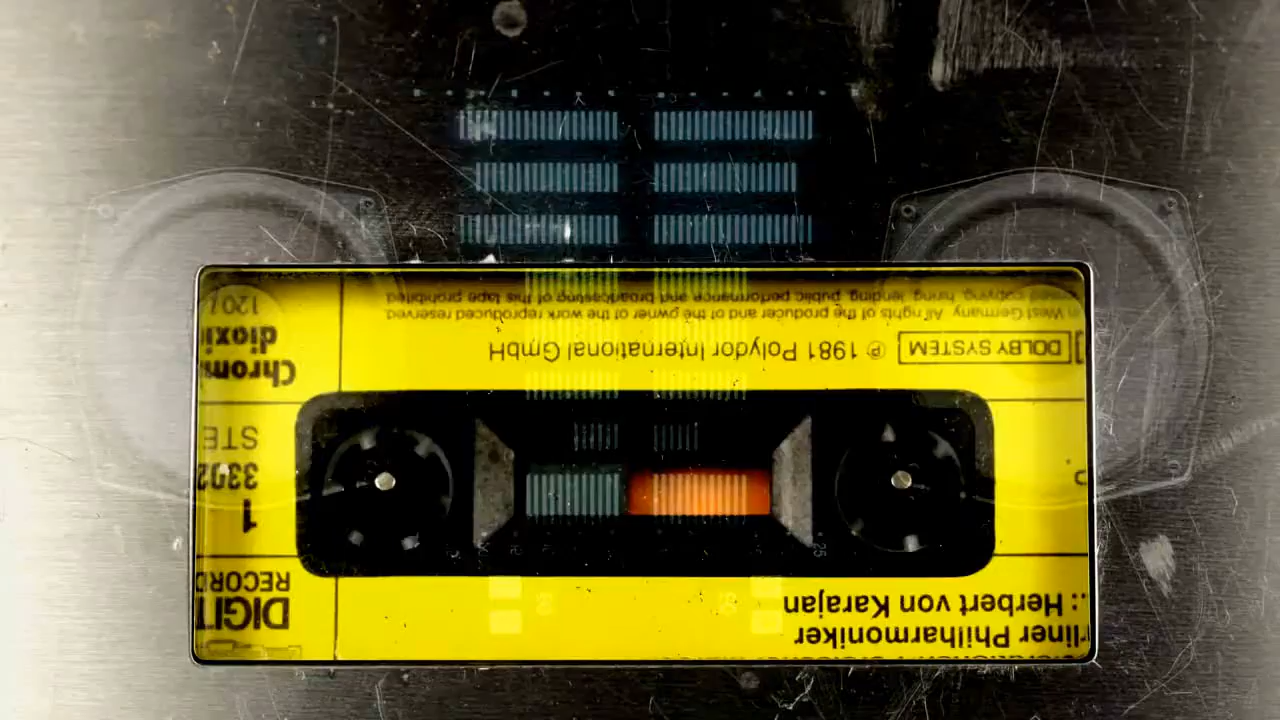 rliner Philharmoniker
Herbert von Karajan
DIGIT
RECORD
1
3302
STE
25
Chrom
dioxi
120
DOLBY SYSTEM ℗ 1981 Polydor International GmbH
in West Germany. All rights of the producer and of the owner of the work reproduced reserved
copying, hiring, lending, public performance and broadcasting of this tape prohibited